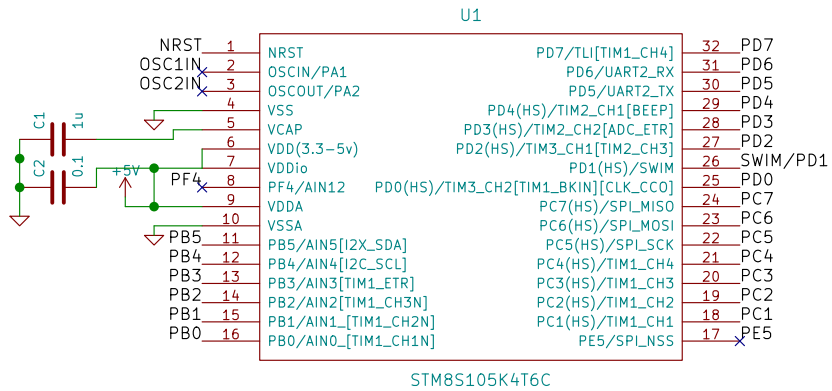 U1
NRST 1 NRST PD7/TLI[TIM1_CH4] 32 PD7
OSC1IN 2 OSCIN/PA1 PD6/UART2_RX 31 PD6
OSC2IN 3 OSCOUT/PA2 PD5/UART2_TX 30 PD5
4 VSS PD4(HS)/TIM2_CH1[BEEP] 29 PD4
C1 1u 5 VCAP PD3(HS)/TIM2_CH2[ADC_ETR] 28 PD3
6 VDD(3.3-5v) PD2(HS)/TIM3_CH1[TIM2_CH3] 27 PD2
C2 0.1 +5V 7 VDDio PD1(HS)/SWIM 26 SWIM/PD1
PF4 8 PF4/AIN12 PD0(HS)/TIM3_CH2[TIM1_BKIN][CLK_CCO] 25 PD0
9 VDDA PC7(HS)/SPI_MISO 24 PC7
10 VSSA PC6(HS)/SPI_MOSI 23 PC6
PB5 11 PB5/AIN5[I2X_SDA] PC5(HS)/SPI_SCK 22 PC5
PB4 12 PB4/AIN4[I2C_SCL] PC4(HS)/TIM1_CH4 21 PC4
PB3 13 PB3/AIN3[TIM1_ETR] PC3(HS)/TIM1_CH3 20 PC3
PB2 14 PB2/AIN2[TIM1_CH3N] PC2(HS)/TIM1_CH2 19 PC2
PB1 15 PB1/AIN1_[TIM1_CH2N] PC1(HS)/TIM1_CH1 18 PC1
PB0 16 PB0/AIN0_[TIM1_CH1N] PE5/SPI_NSS 17 PE5
STM8S105K4T6C